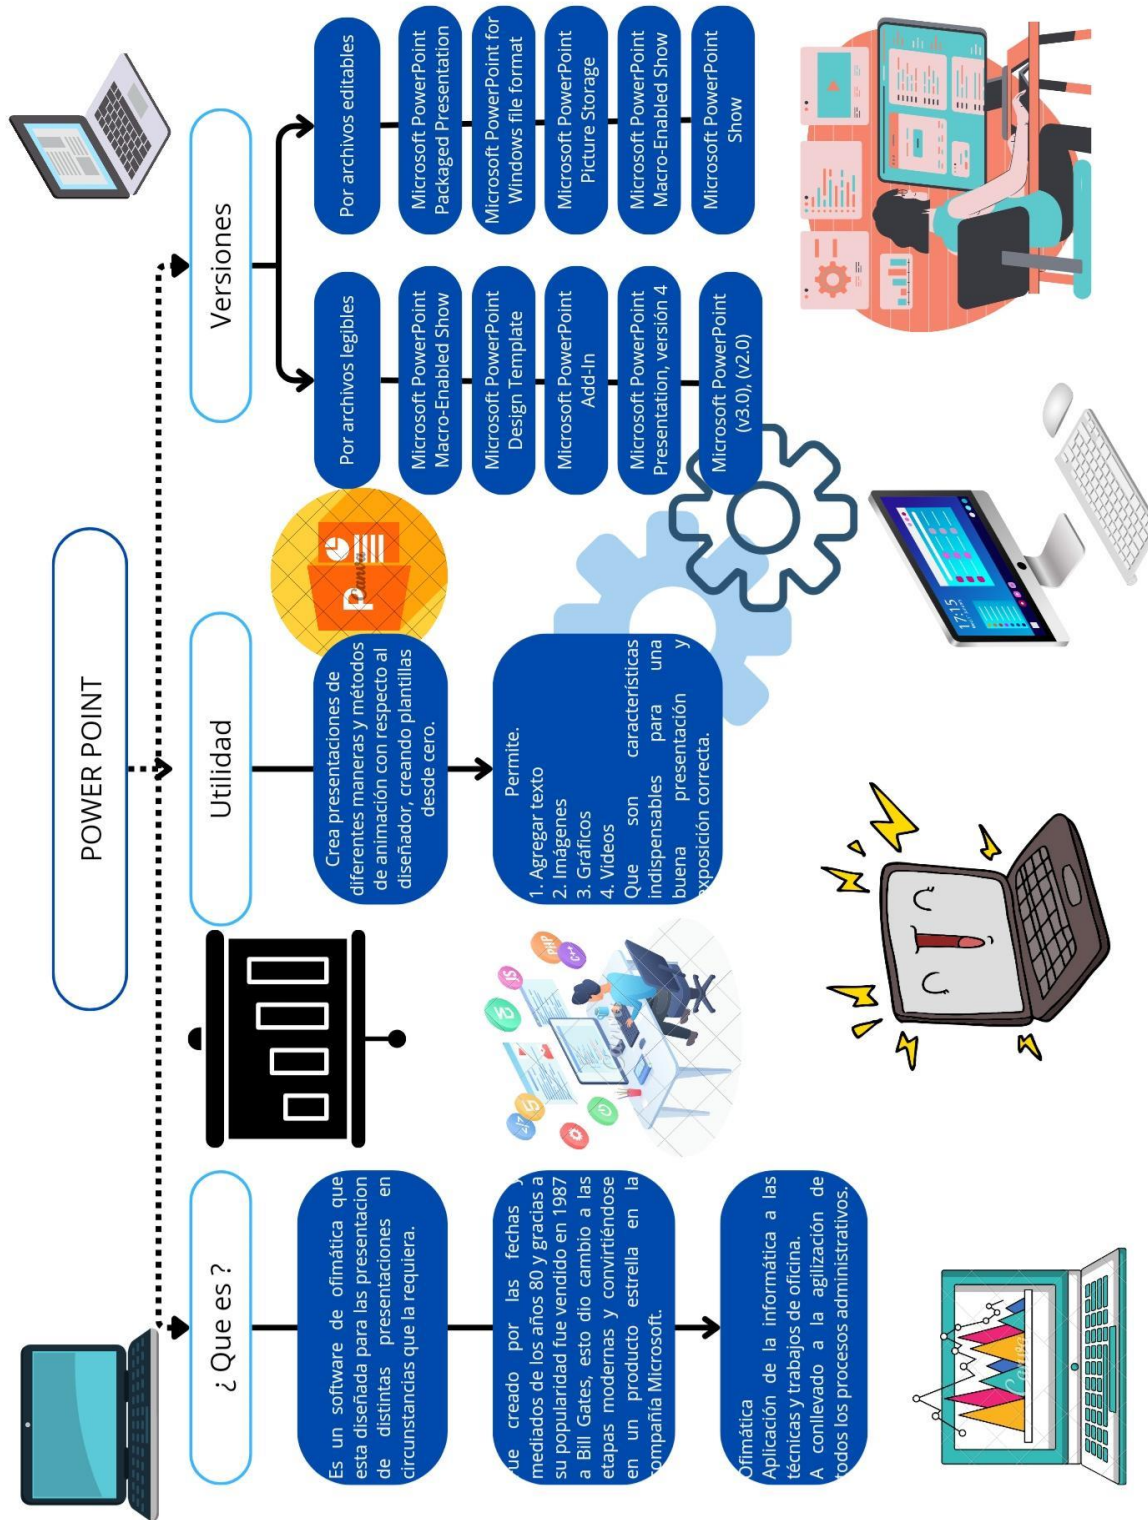 POWER POINT
¿ Que es ?
Es un software de ofimática que
esta diseñada para las presentacion
de distintas presentaciones en
circunstancias que la requiera.
ue creado por las fechas y
mediados de los años 80 y gracias a
su popularidad fue vendido en 1987
a Bill Gates, esto dio cambio a las
etapas modernas y convirtiéndose
en un producto estrella en la
compañía Microsoft.
Ofimática
Aplicación de la informática a las
técnicas y trabajos de oficina.
A conllevado a la agilización de
todos los procesos administrativos.
Utilidad
Crea presentaciones de
diferentes maneras y métodos
de animación con respecto al
diseñador, creando plantillas
desde cero.
Permite.
1. Agregar texto
2. Imágenes
3. Gráficos
4. Videos
Que son características
indispensables para una
buena presentación y
exposición correcta.
Versiones
Por archivos legibles
Microsoft PowerPoint
Macro-Enabled Show
Microsoft PowerPoint
Design Template
Microsoft PowerPoint
Add-In
Microsoft PowerPoint
Presentation, versión 4
Microsoft PowerPoint
(v3.0), (v2.0)
Por archivos editables
Microsoft PowerPoint
Packaged Presentation
Microsoft PowerPoint for
Windows file format
Microsoft PowerPoint
Picture Storage
Microsoft PowerPoint
Macro-Enabled Show
Microsoft PowerPoint
Show
P
Canva
JS
PHP
C+
17:15
Canva